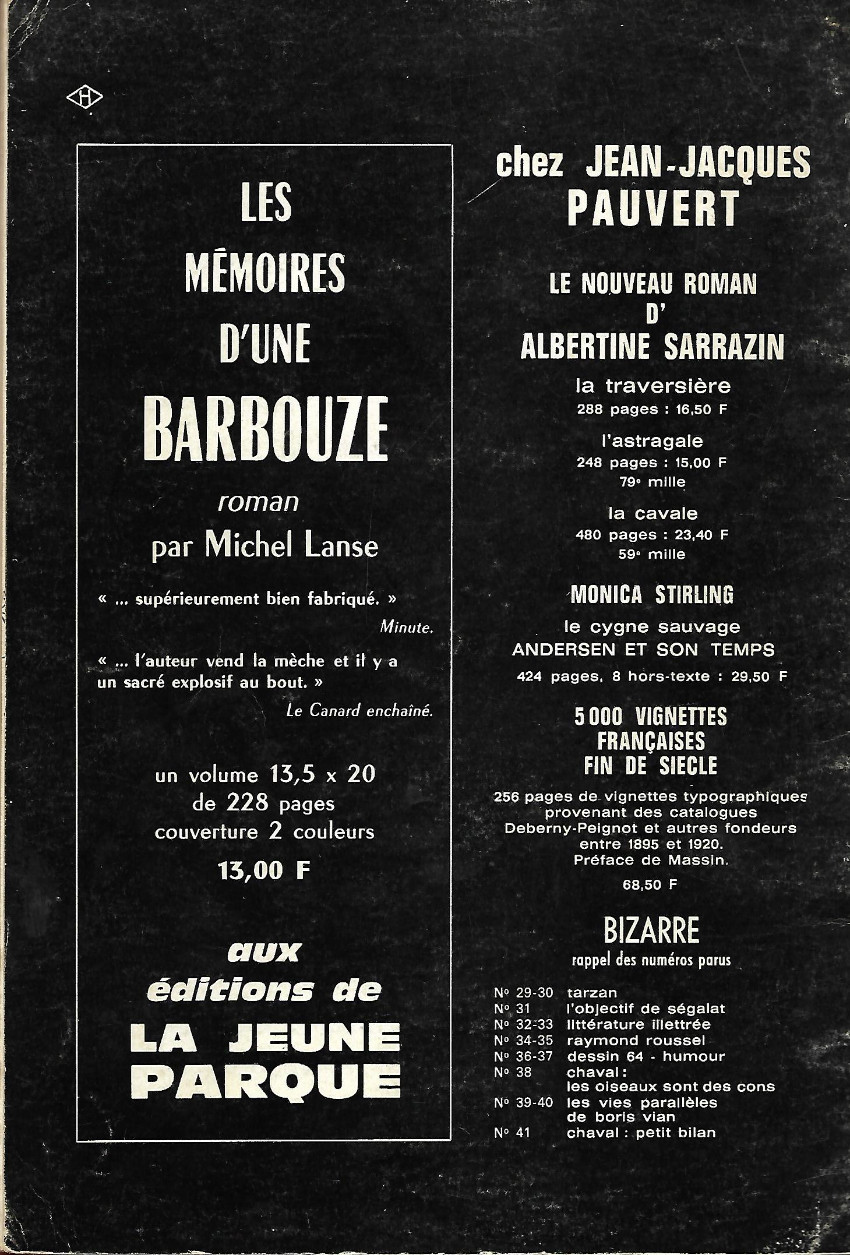 H
LES
MÉMOIRES
D'UNE
BARBOUZE
roman
par Michel Lanse
« ... supérieurement bien fabriqué. »
Minute.
« ... l'auteur vend la mèche et il y a
un sacré explosif au bout. »
Le Canard enchaîné.
un volume 13,5 x 20
de 228 pages
couverture 2 couleurs
13,00 F
aux
éditions de
LA JEUNE
PARQUE
chez JEAN-JACQUES
PAUVERT
LE NOUVEAU ROMAN
D'
ALBERTINE SARRAZIN
la traversière
288 pages : 16,50 F
l'astragale
248 pages : 15,00 F
79e mille
la cavale
480 pages : 23,40 F
59e mille
MONICA STIRLING
le cygne sauvage
ANDERSEN ET SON TEMPS
424 pages, 8 hors-texte : 29,50 F
5 000 VIGNETTES
FRANÇAISES
FIN DE SIECLE
256 pages de vignettes typographiques
provenant des catalogues
Deberny-Peignot et autres fondeurs
entre 1895 et 1920.
Préface de Massin.
68,50 F
BIZARRE
rappel des numéros parus
No 29-30 tarzan
No 31 l'objectif de ségalat
No 32-33 littérature illettrée
No 34-35 raymond roussel
No 36-37 dessin 64 - humour
No 38 chaval :
les oiseaux sont des cons
No 39-40 les vies parallèles
de boris vian
No 41 chaval : petit bilan